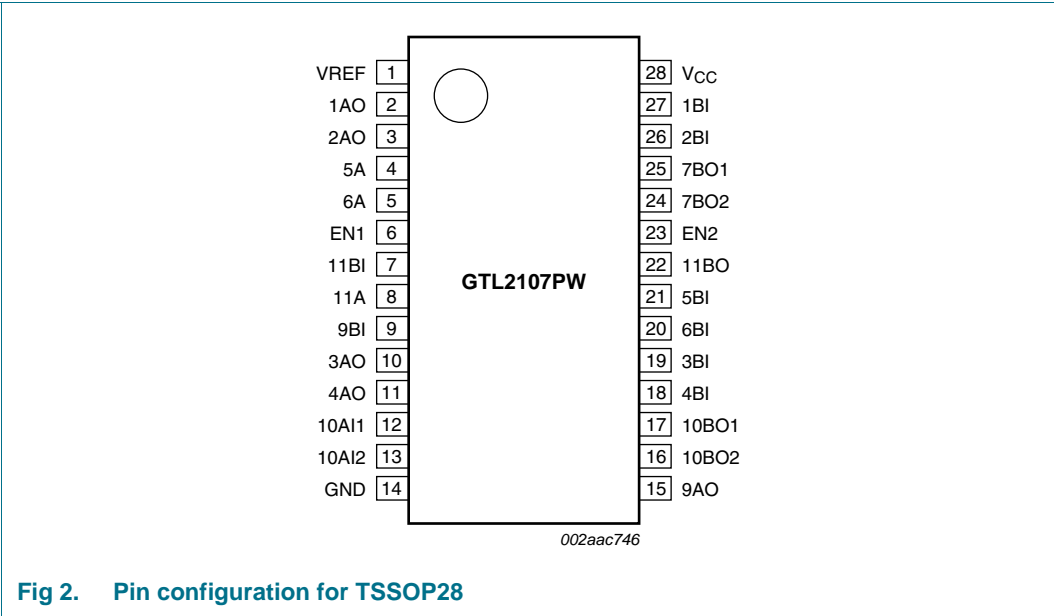 VREF 1 28 VCC
1AO 2 27 1BI
2AO 3 26 2BI
5A 4 25 7BO1
6A 5 24 7BO2
EN1 6 23 EN2
11BI 7 22 11BO
GTL2107PW
11A 8 21 5BI
9BI 9 20 6BI
3AO 10 19 3BI
4AO 11 18 4BI
10AI1 12 17 10BO1
10AI2 13 16 10BO2
GND 14 15 9AO
002aac746
Fig 2. Pin configuration for TSSOP28